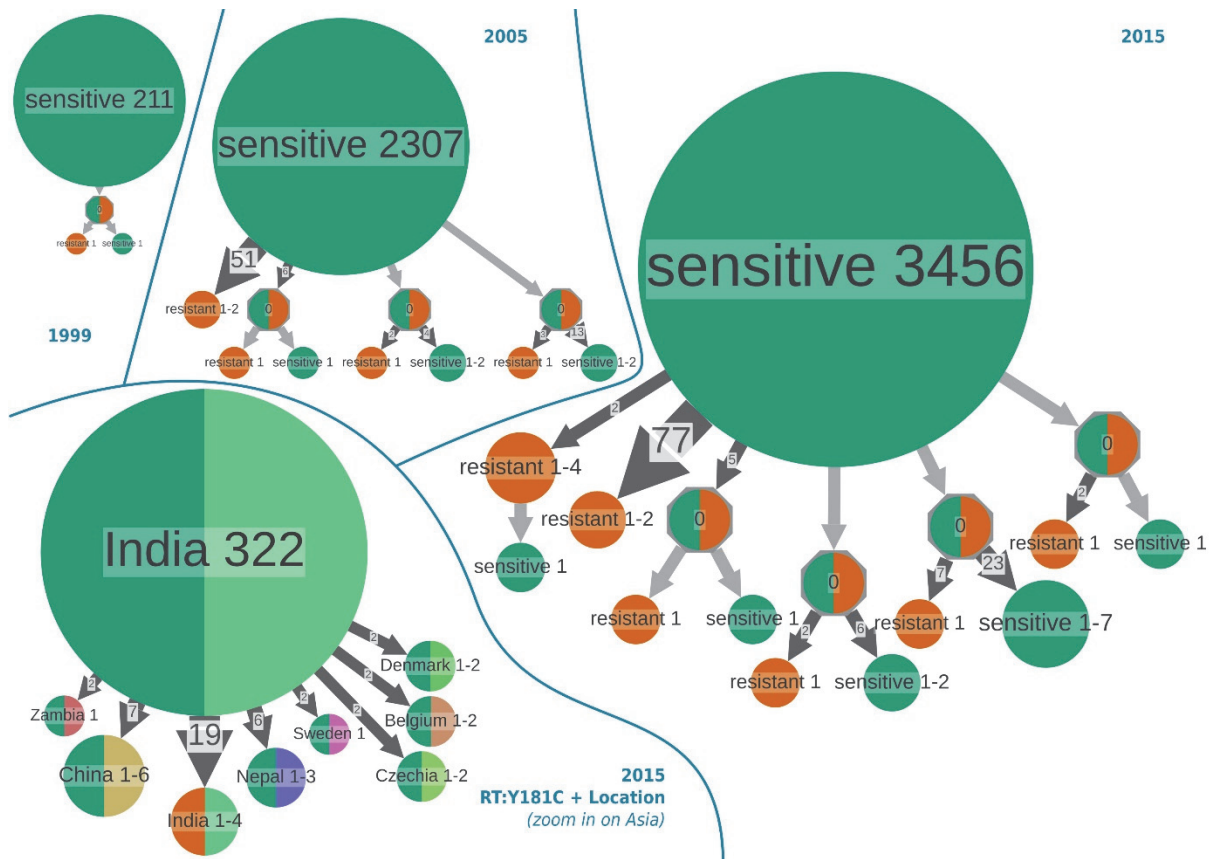 2005
2015
sensitive 211
sensitive 2307
sensitive 3456
resistant 1
sensitive 1
1999
51
6
resistant 1-2
0
0
0
3
13
resistant 1
sensitive 1
resistant 1
sensitive 1-2
resistant 1
sensitive 1-2
2
77
5
resistant 1-4
resistant 1-2
0
0
0
0
sensitive 1
resistant 1
sensitive 1
2
6
resistant 1
sensitive 1-2
7
23
resistant 1
sensitive 1-7
2
resistant 1
sensitive 1
India 322
2
7
19
6
2
2
2
2
Zambia 1
China 1-6
India 1-4
Nepal 1-3
Sweden 1
Denmark 1-2
Belgium 1-2
Czechia 1-2
2015
RT:Y181C + Location
(zoom in on Asia)